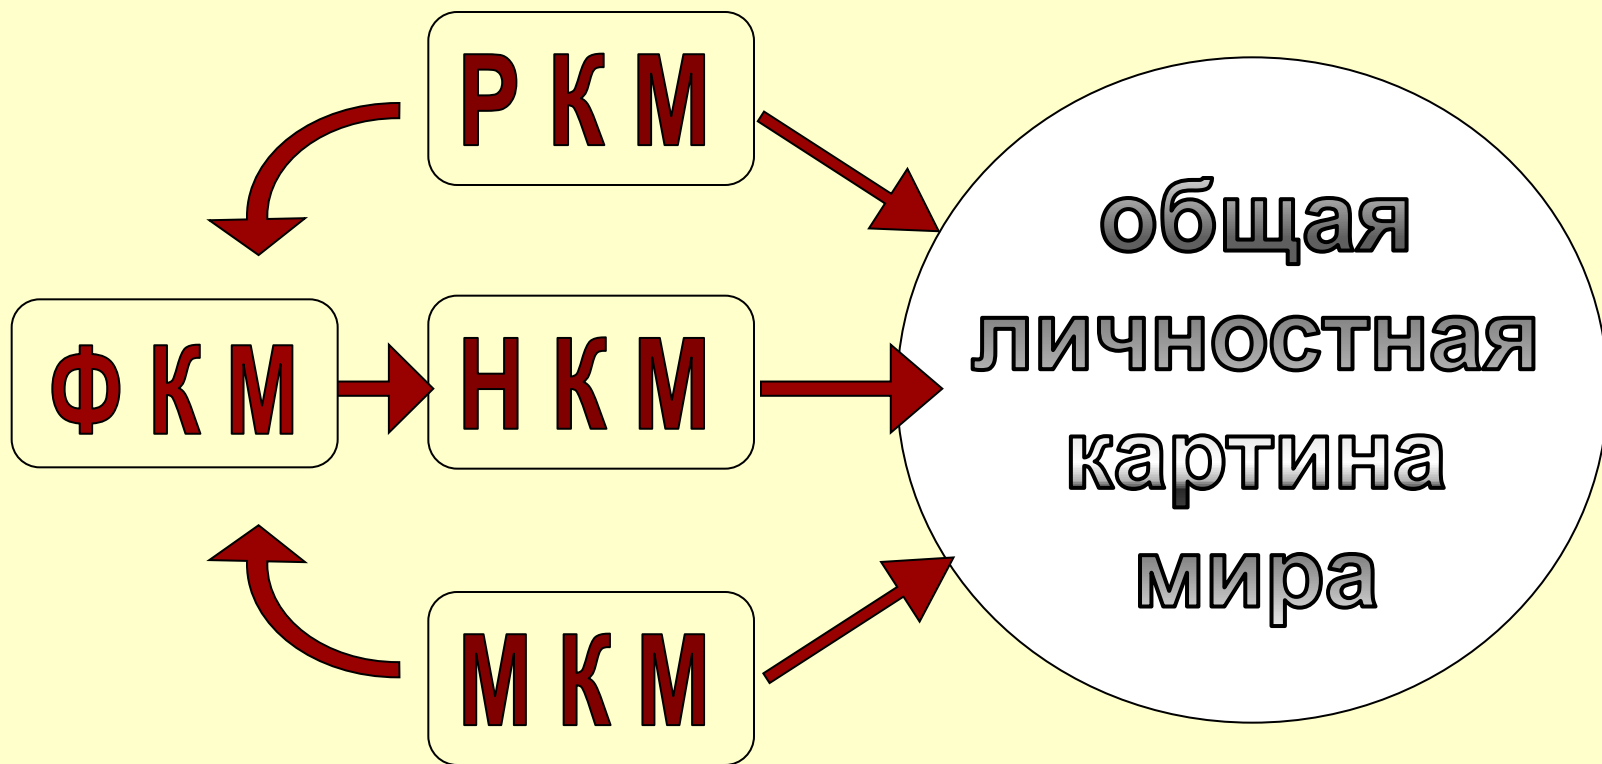 Р К М
Ф К М
Н К М
М К М
общая
личностная
картина
мира